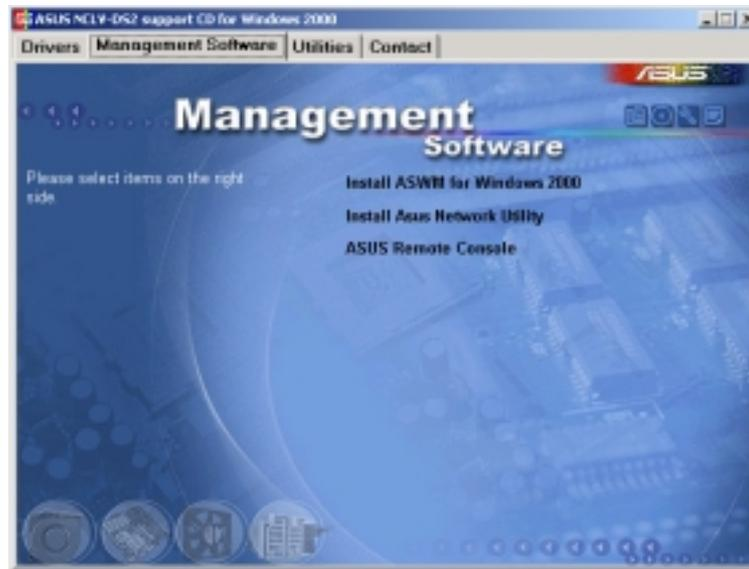 ASUS NCLV-DS2 support CD for Windows 2000
Drivers Management Software Utilities Contact
ASUS
Management
Software
Please select items on the right
side.
Install ASWM for Windows 2000
Install Asus Network Utility
ASUS Remote Console